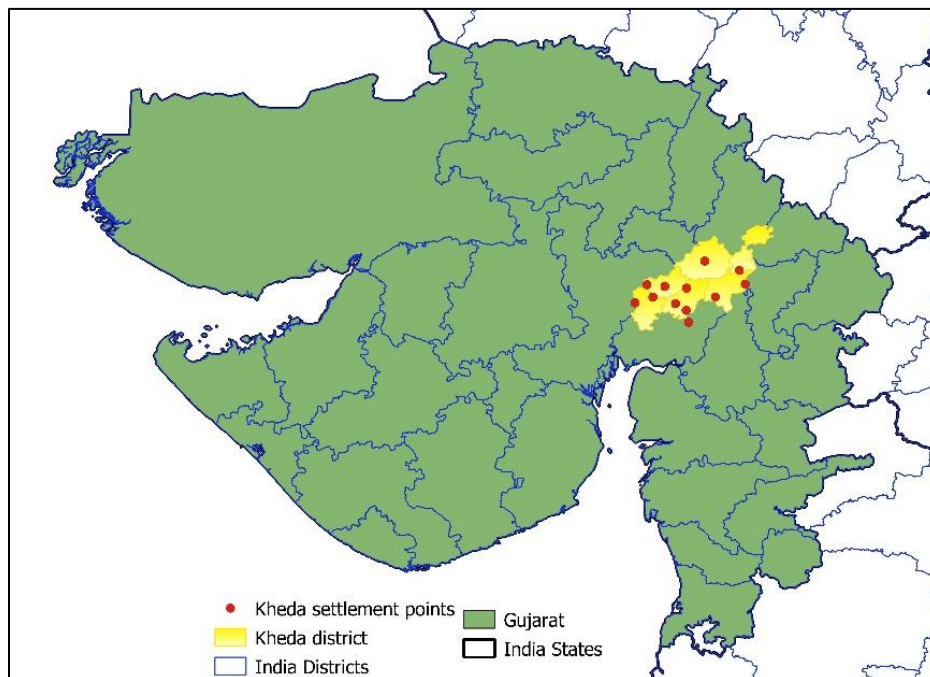 Kheda settlement points
Kheda district
India Districts
Gujarat
India States